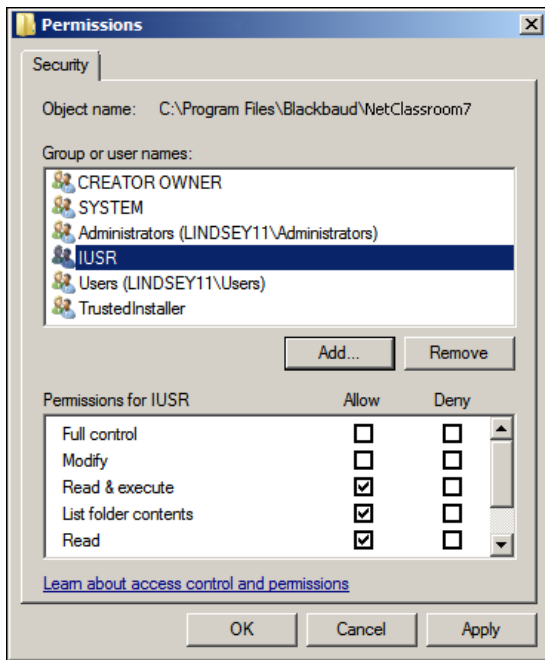 Permissions
Security
Object name: C:\Program Files\Blackbaud\NetClassroom7
Group or user names:
CREATOR OWNER
SYSTEM
Administrators (LINDSEY11\Administrators)
IUSR
Users (LINDSEY11\Users)
TrustedInstaller
Add... Remove
Permissions for IUSR Allow Deny
Full control
Modify
Read & execute
List folder contents
Read
Learn about access control and permissions
OK Cancel Apply